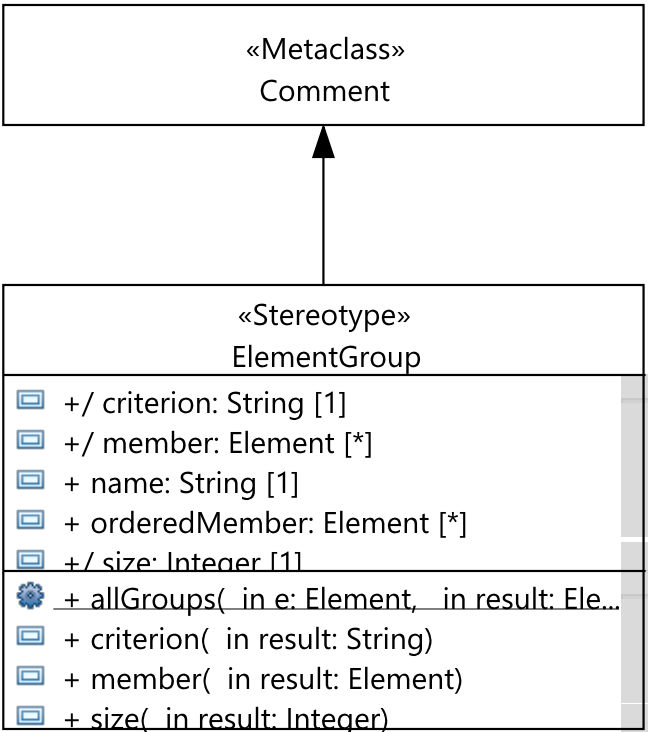 «Metaclass»
Comment
«Stereotype»
ElementGroup
+/ criterion: String [1]
+/ member: Element [*]
+ name: String [1]
+ orderedMember: Element [*]
+/ size: Integer [1]
+ allGroups(  in e: Element,   in result: Ele...
+ criterion(  in result: String)
+ member(  in result: Element)
+ size(  in result: Integer)